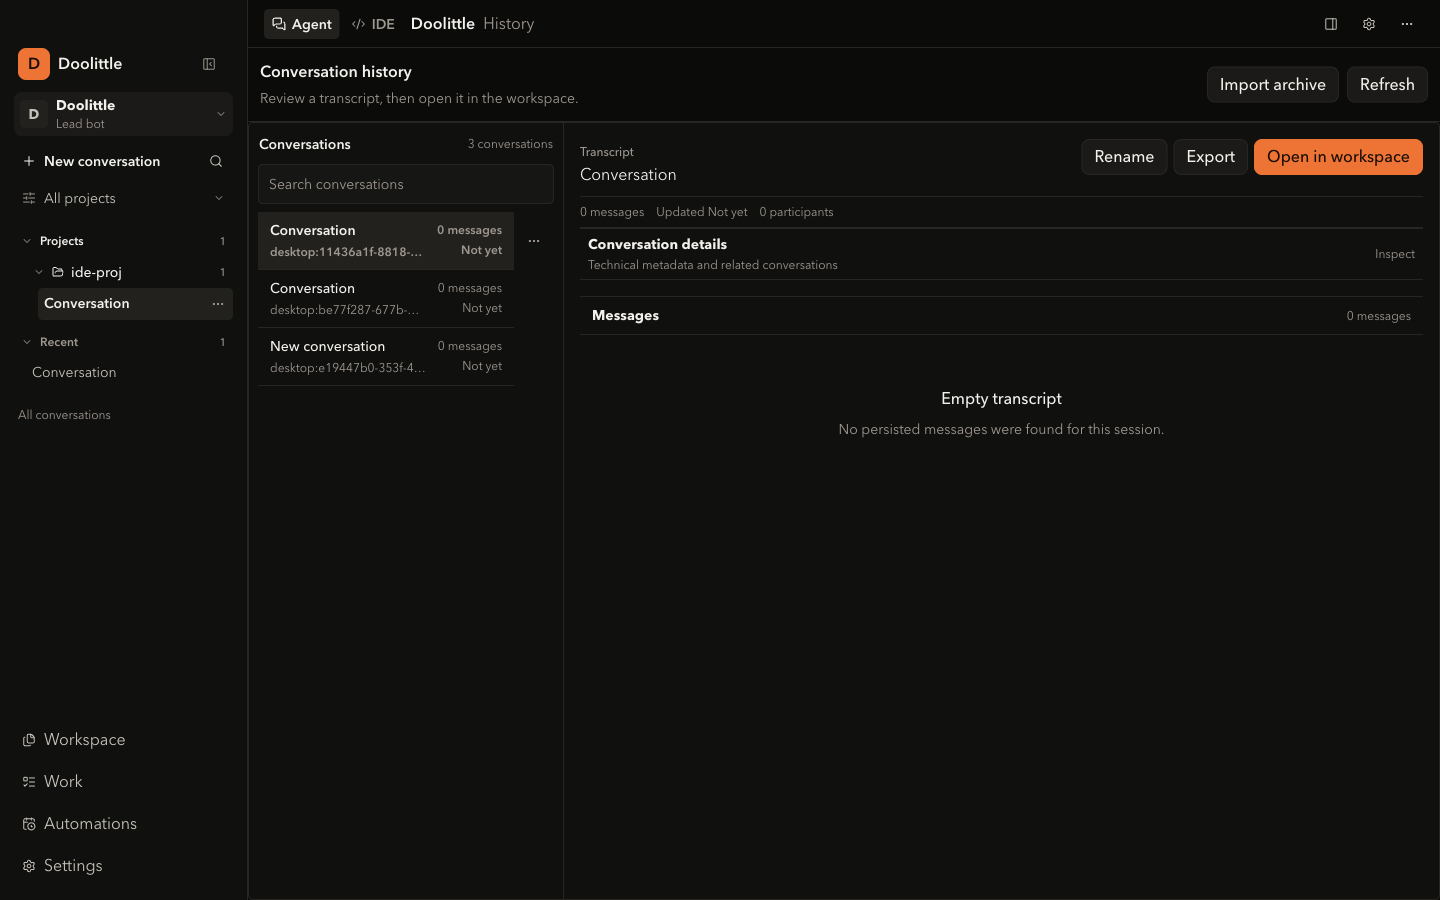 D Doolittle
D Doolittle
Lead bot
New conversation
All projects
Projects 1
ide-proj 1
Conversation ...
Recent 1
Conversation
All conversations
Workspace
Work
Automations
Settings
Agent </> IDE Doolittle History ...
Conversation history
Review a transcript, then open it in the workspace.
Import archive Refresh
Conversations 3 conversations
Search conversations
Conversation 0 messages
desktop:11436a1f-8818-... Not yet
...
Conversation 0 messages
desktop:be77f287-677b-... Not yet
New conversation 0 messages
desktop:e19447b0-353f-4... Not yet
Transcript
Conversation
Rename Export Open in workspace
0 messages Updated Not yet 0 participants
Conversation details
Technical metadata and related conversations
Inspect
Messages 0 messages
Empty transcript
No persisted messages were found for this session.